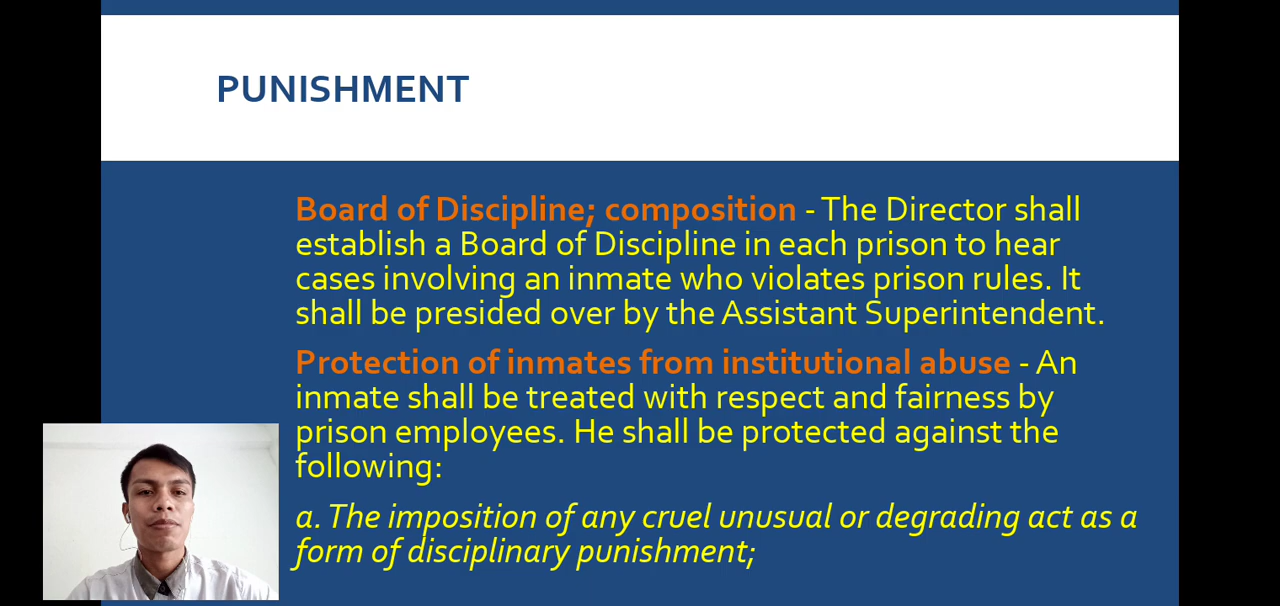 PUNISHMENT
Board of Discipline; composition - The Director shall
establish a Board of Discipline in each prison to hear
cases involving an inmate who violates prison rules. It
shall be presided over by the Assistant Superintendent.
Protection of inmates from institutional abuse - An
inmate shall be treated with respect and fairness by
prison employees. He shall be protected against the
following:
a. The imposition of any cruel unusual or degrading act as a
form of disciplinary punishment;